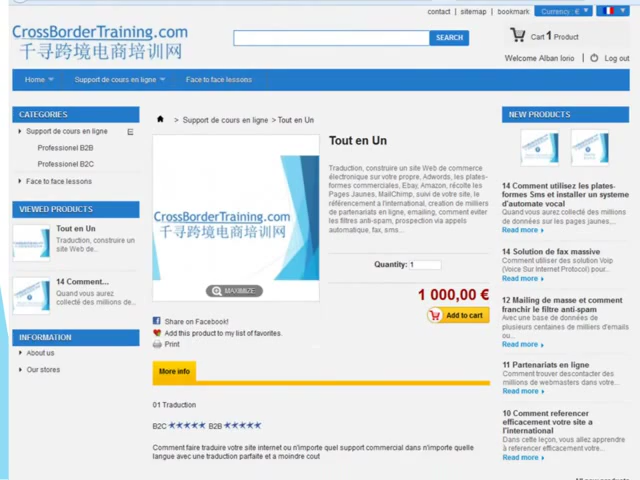 contact | sitemap | bookmark
Currency : €
CrossBorderTraining.com
千寻跨境电商培训网
SEARCH
Cart 1 Product
Welcome Alban Iorio | Log out
Home
Support de cours en ligne
Face to face lessons
CATEGORIES
Support de cours en ligne
Professionel B2B
Professionel B2C
Face to face lessons
VIEWED PRODUCTS
Tout en Un
Traduction, construire un
site Web de...
14 Comment...
Quand vous aurez
collecté des millions de...
INFORMATION
About us
Our stores
> Support de cours en ligne > Tout en Un
CrossBorderTraining.com
千寻跨境电商培训网
MAXIMIZE
Share on Facebook!
Add this product to my list of favorites.
Print
Tout en Un
Traduction, construire un site Web de commerce
électronique sur votre propre, Adwords, les plates-
formes commerciales, Ebay, Amazon, récolte les
Pages Jaunes, MailChimp, suivi de votre site, le
référencement à l'international, creation de milliers
de partenariats en ligne, emailing, comment eviter
les filtres anti-spam, prospection via appels
automatique, fax, sms...
Quantity: 1
1 000,00 €
Add to cart
More info
01 Traduction
B2C ★★★★★ B2B ★★★★★
Comment faire traduire votre site internet ou n'importe quel support commercial dans n'importe quelle
langue avec une traduction parfaite et a moindre cout
NEW PRODUCTS
14 Comment utilisez les plates-
formes Sms et installer un systeme
d'automate vocal
Quand vous aurez collecté des millions
de données sur les pages jaunes,...
Read more
14 Solution de fax massive
Comment utiliser des solution Voip
(Voice Sur Internet Protocol) pour...
Read more
12 Mailing de masse et comment
franchir le filtre anti-spam
Avec une base de données de
plusieurs centaines de milliers d'emails
ou...
Read more
11 Partenariats en ligne
Comment trouver descontacter des
millions de webmasters dans votre...
Read more
10 Comment referencer
efficacement votre site a
l'international
Dans cette leçon, vous allez apprendre
à referencer efficacement votre...
Read more